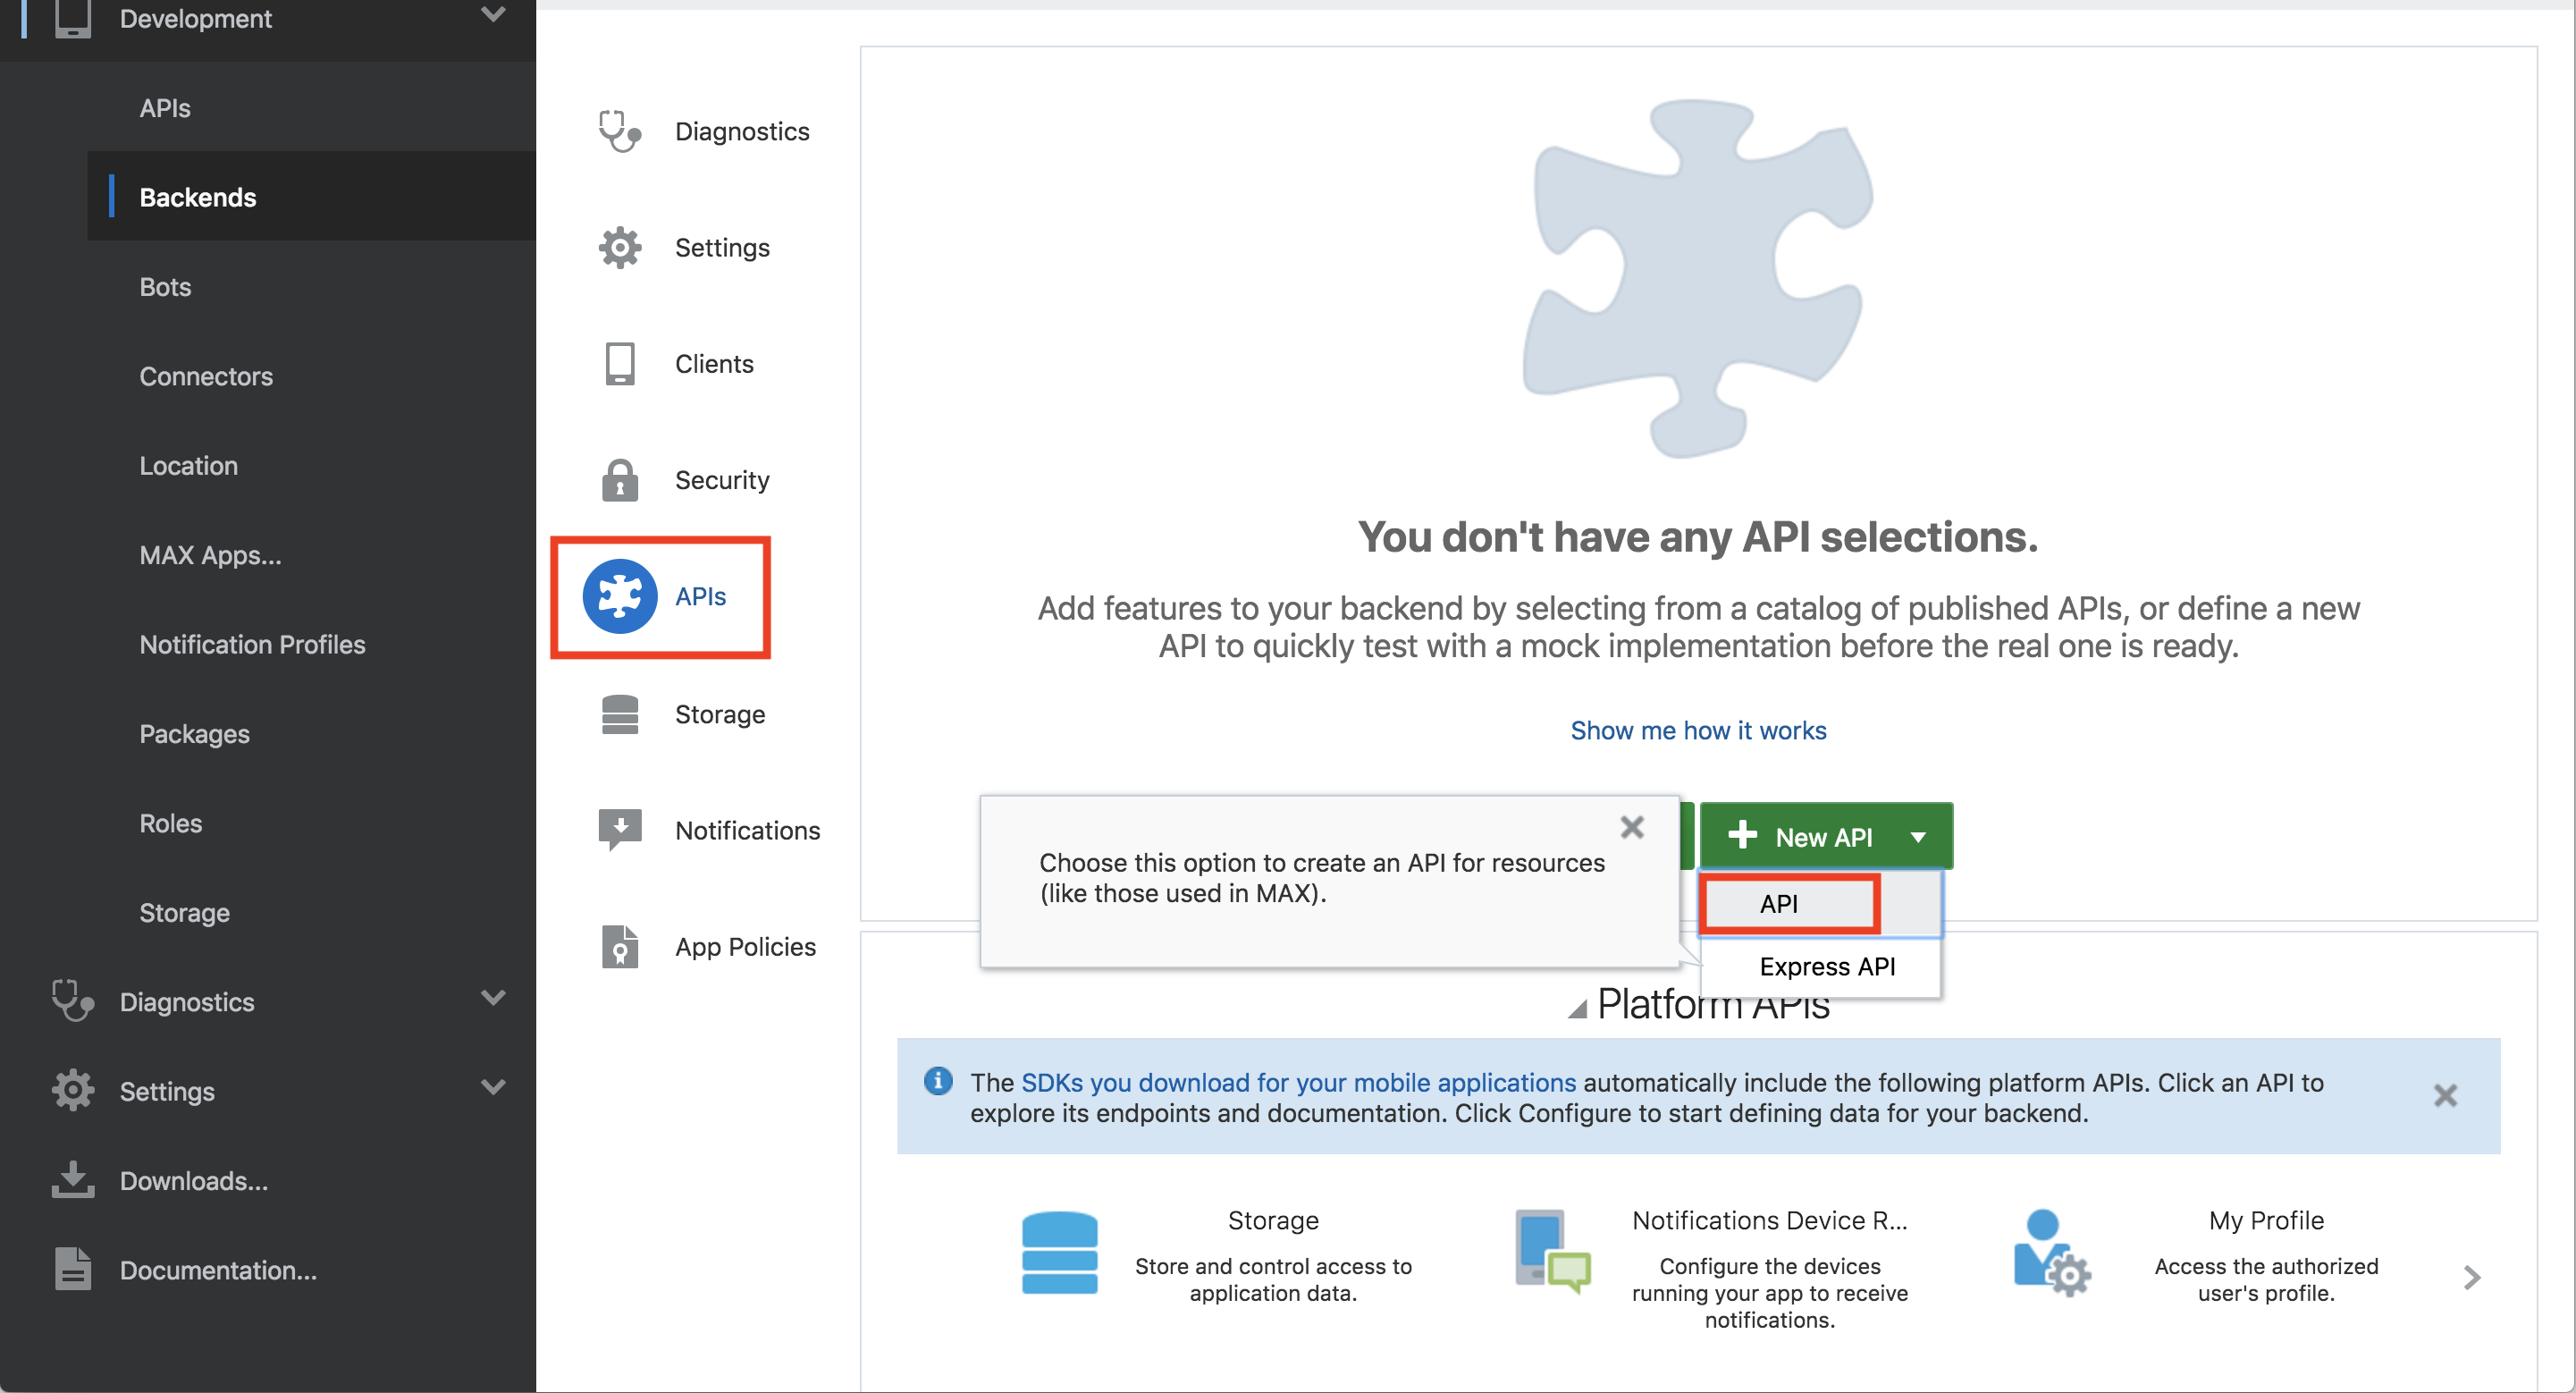 Development
APIs
Backends
Bots
Connectors
Location
MAX Apps...
Notification Profiles
Packages
Roles
Storage
Diagnostics
Settings
Downloads...
Documentation...
Diagnostics
Settings
Clients
Security
APIs
Storage
Notifications
App Policies
You don't have any API selections.
Add features to your backend by selecting from a catalog of published APIs, or define a new
API to quickly test with a mock implementation before the real one is ready.
Show me how it works
Choose this option to create an API for resources
(like those used in MAX).
New API
API
Express API
Platform APIs
The SDKs you download for your mobile applications automatically include the following platform APIs. Click an API to
explore its endpoints and documentation. Click Configure to start defining data for your backend.
Storage
Store and control access to
application data.
Notifications Device R...
Configure the devices
running your app to receive
notifications.
My Profile
Access the authorized
user's profile.